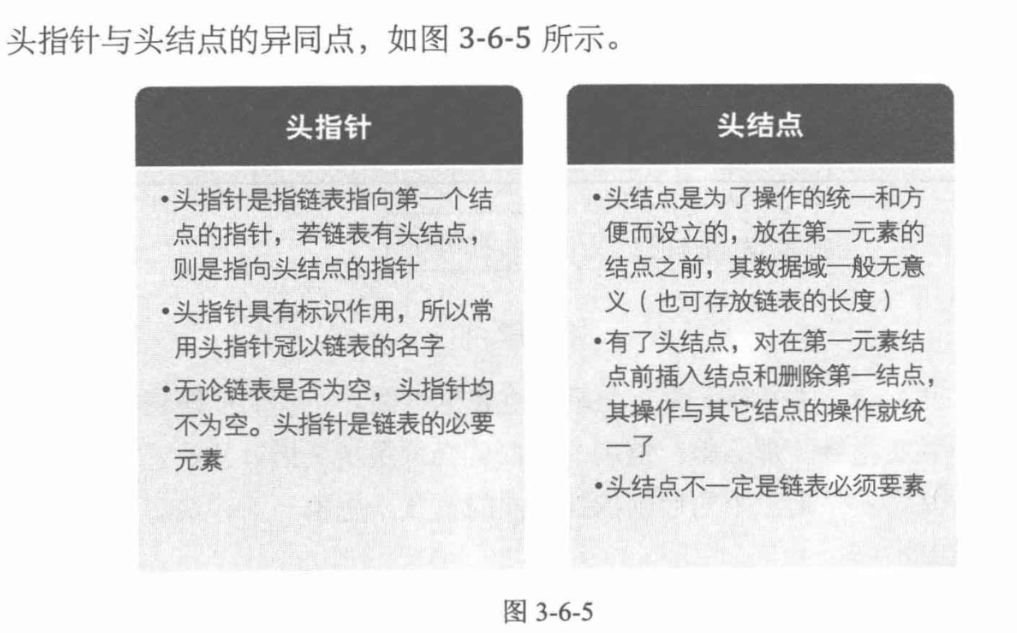 头指针与头结点的异同点，如图 3-6-5 所示。
头指针
•头指针是指链表指向第一个结
点的指针，若链表有头结点，
则是指向头结点的指针
•头指针具有标识作用，所以常
用头指针冠以链表的名字
•无论链表是否为空，头指针均
不为空。头指针是链表的必要
元素
头结点
•头结点是为了操作的统一和方
便而设立的，放在第一元素的
结点之前，其数据域一般无意
义（也可存放链表的长度）
•有了头结点，对在第一元素结
点前插入结点和删除第一结点，
其操作与其它结点的操作就统
一了
•头结点不一定是链表必须要素
图 3-6-5